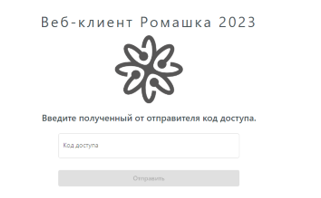 Веб-клиент Ромашка 2023
Введите полученный от отправителя код доступа.
Код доступа
Отправить